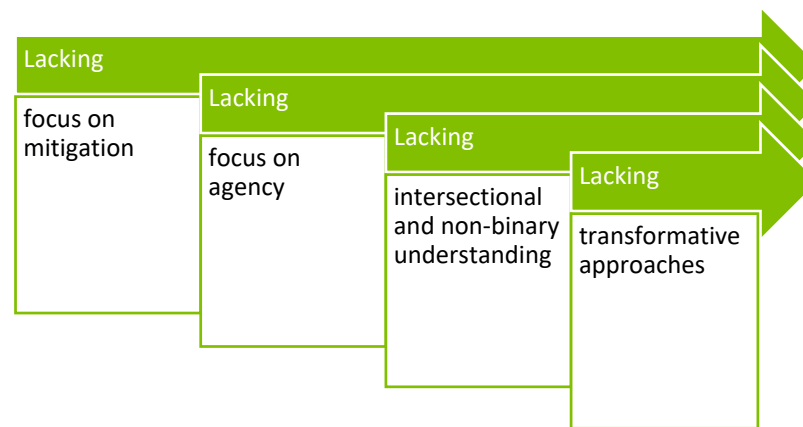 Lacking
focus on
mitigation
Lacking
focus on
agency
Lacking
intersectional
and non-binary
understanding
Lacking
transformative
approaches